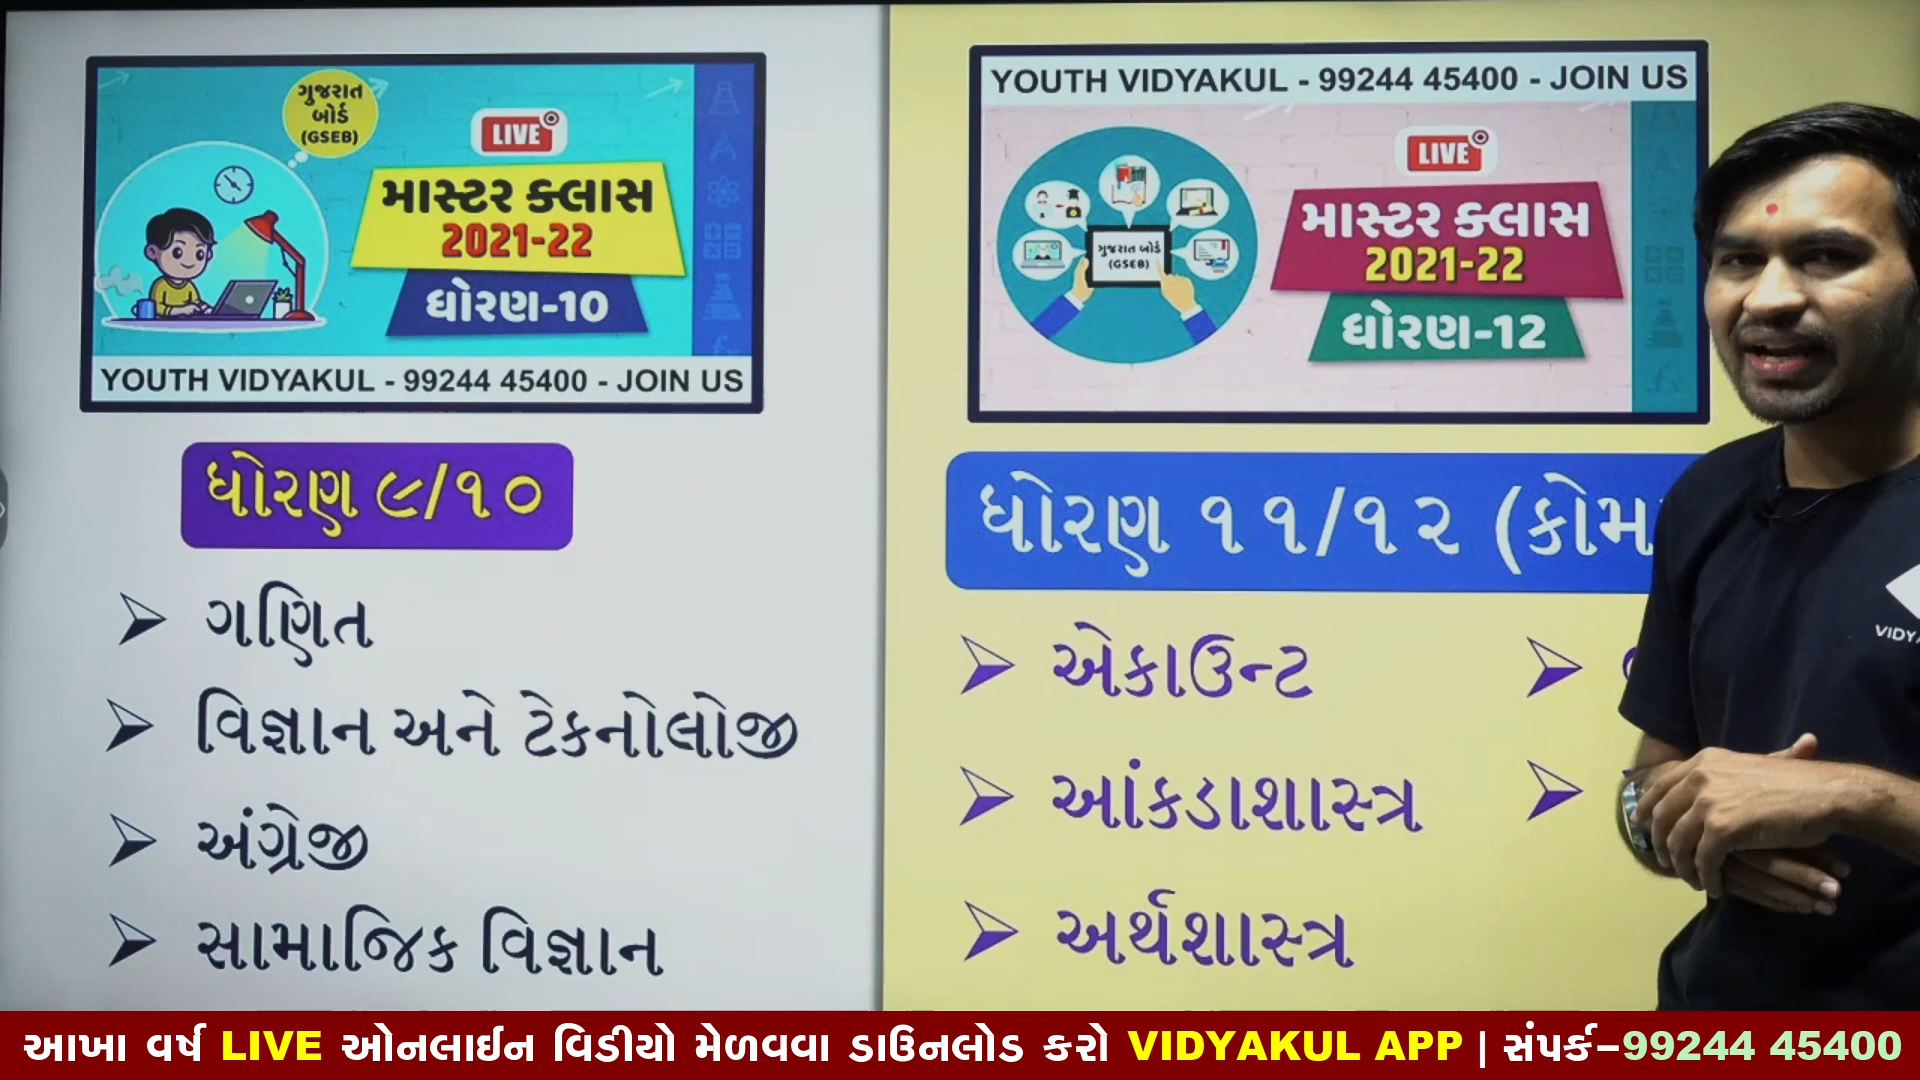 ગુજરાત
બોર્ડ
(GSEB)
LIVE
માસ્ટર ક્લાસ
2021-22
ધોરણ-10
YOUTH VIDYAKUL - 99244 45400 - JOIN US
ધોરણ ૯/૧૦
ગણિત
વિજ્ઞાન અને ટેકનોલોજી
અંગ્રેજી
સામાજિક વિજ્ઞાન
YOUTH VIDYAKUL - 99244 45400 - JOIN US
ગુજરાત બોર્ડ
(GSEB)
LIVE
માસ્ટર ક્લાસ
2021-22
ધોરણ-12
ધોરણ ૧૧/૧૨ (કોમ
એકાઉન્ટ
આંકડાશાસ્ત્ર
અર્થશાસ્ત્ર
VIDY
આખા વર્ષ LIVE ઓનલાઈન વિડીયો મેળવવા ડાઉનલોડ કરો VIDYAKUL APP | સંપર્ક–99244 45400